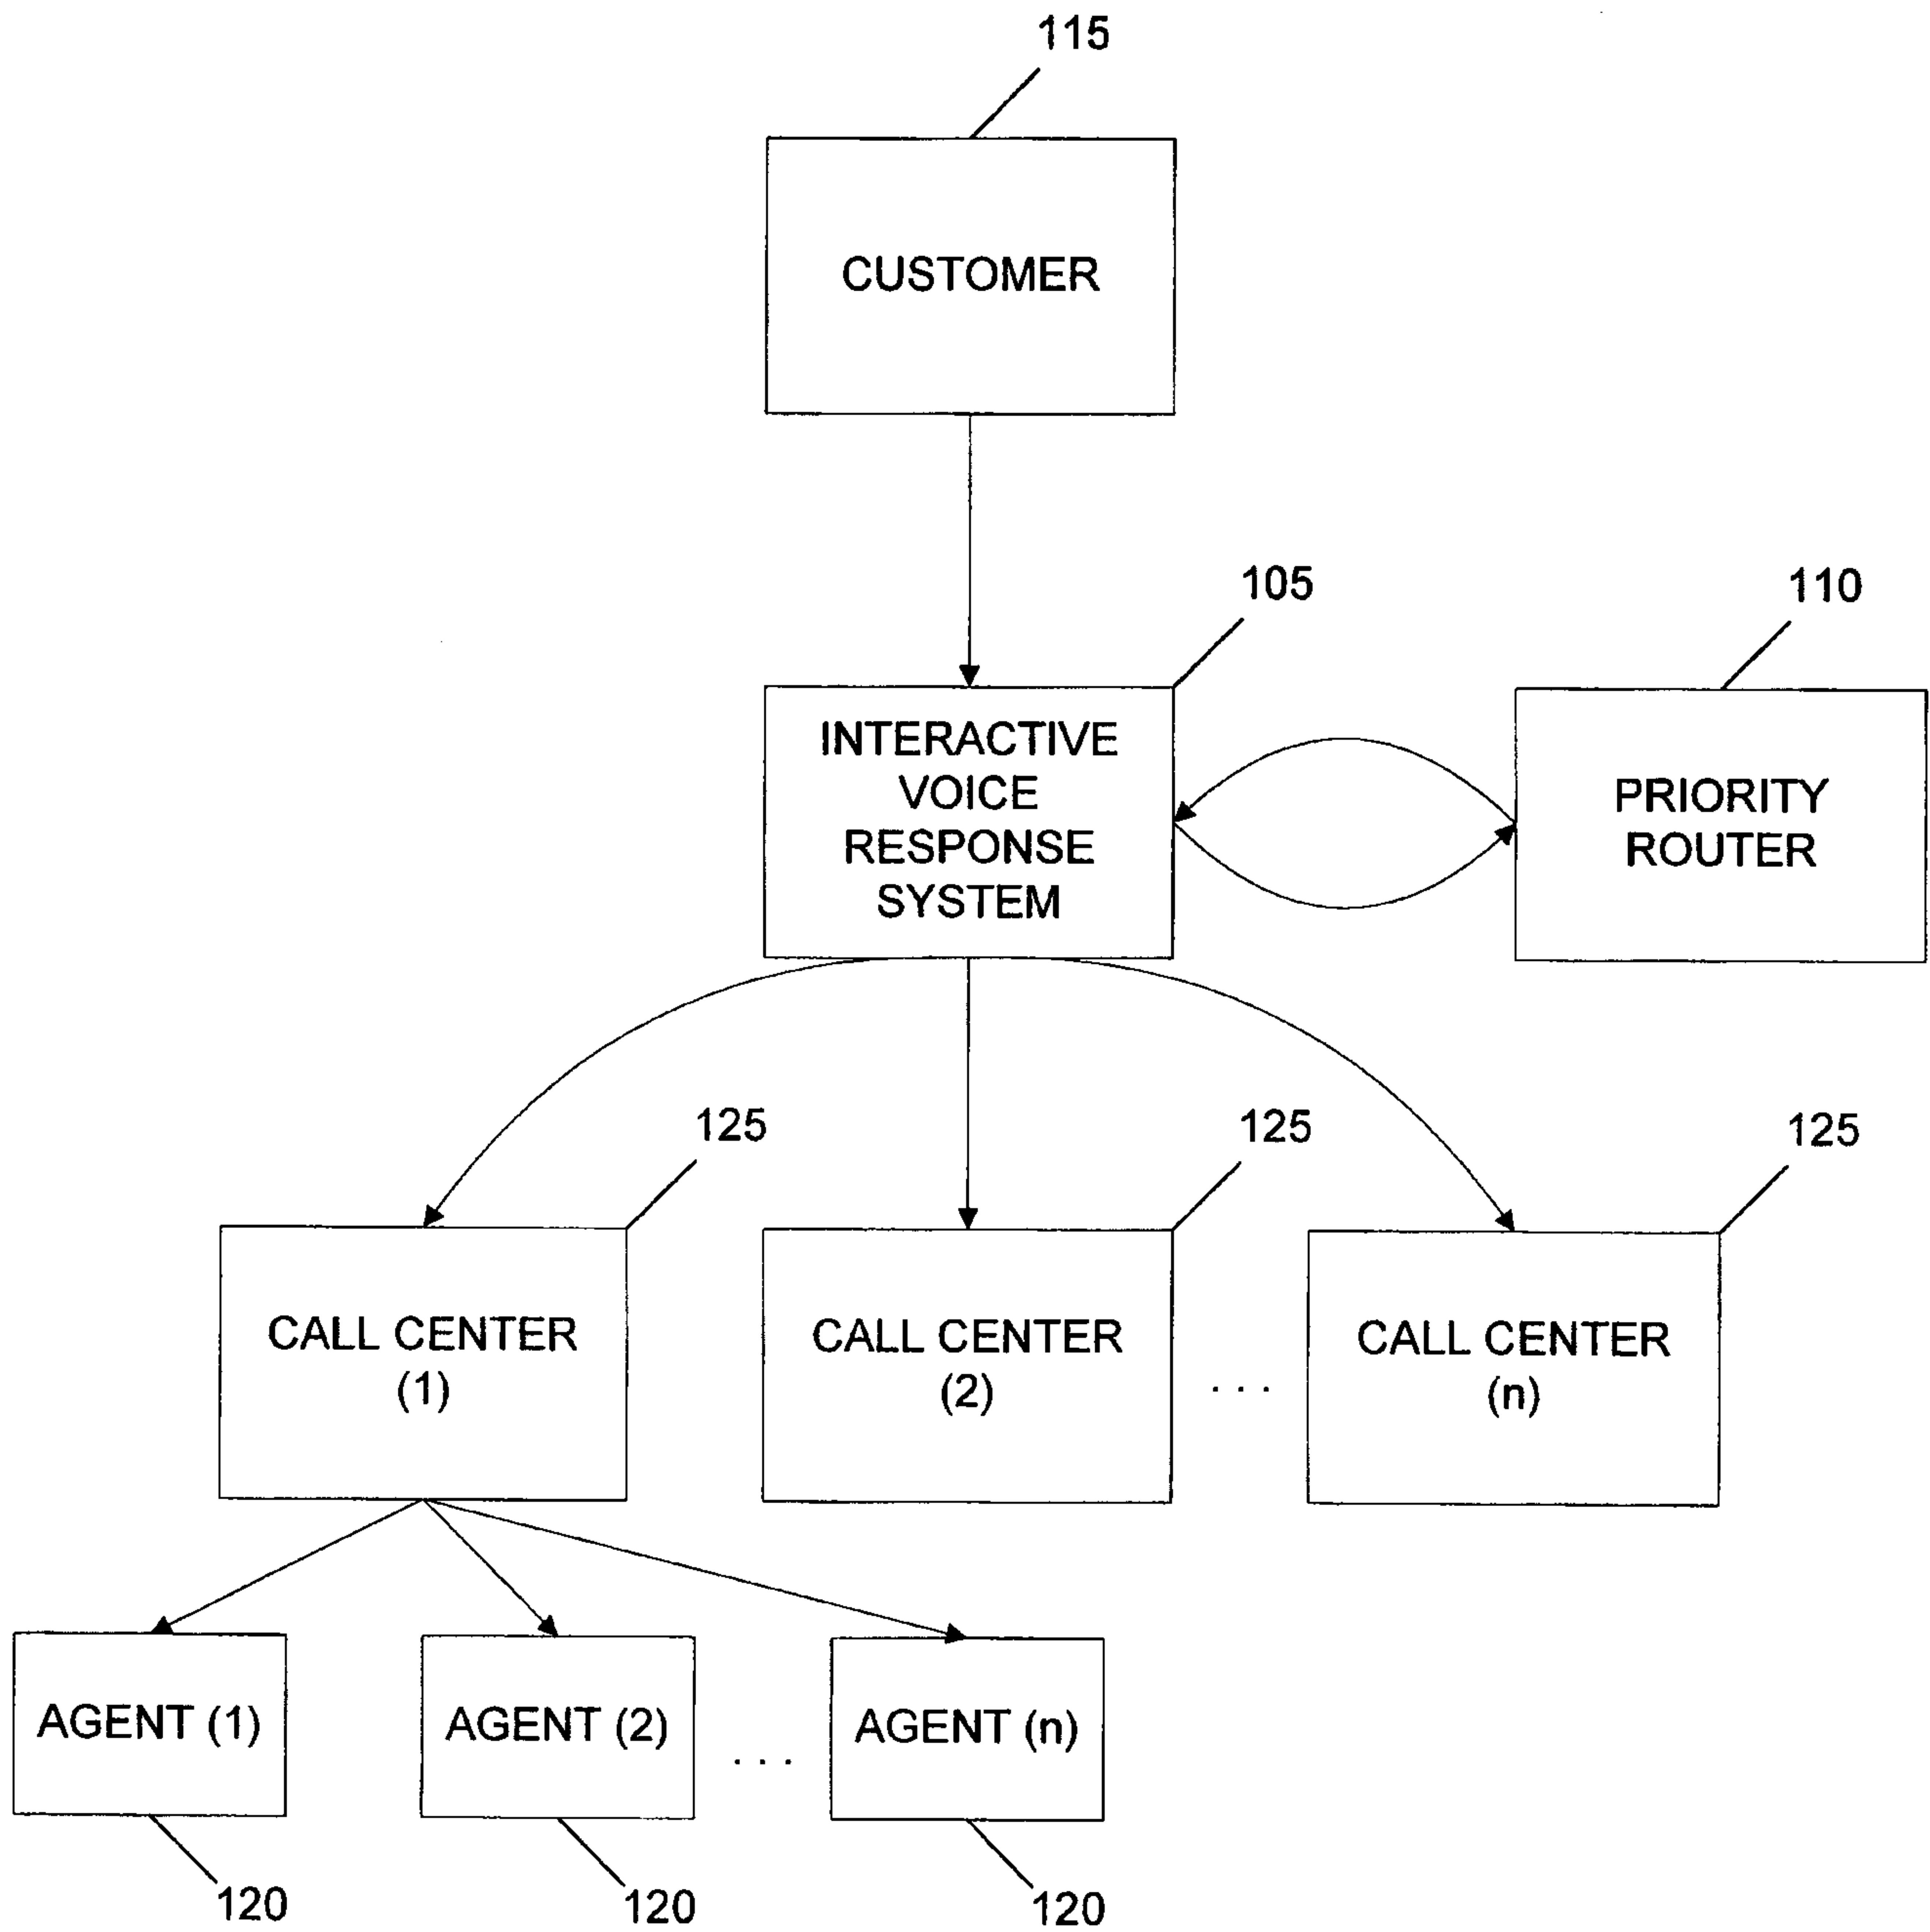 115
CUSTOMER
105
110
INTERACTIVE
VOICE
RESPONSE
SYSTEM
PRIORITY
ROUTER
125
125
125
CALL CENTER
(1)
CALL CENTER
(2)
. . .
CALL CENTER
(n)
AGENT (1)
AGENT (2)
. . .
AGENT (n)
120
120
120